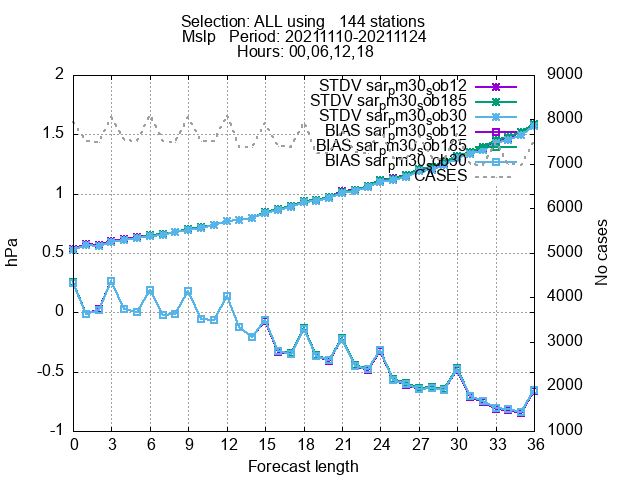 Selection: ALL using 144 stations
Mslp Period: 20211110-20211124
Hours: 00,06,12,18
STDV sar_pm30_sob12
STDV sar_pm30_sob185
STDV sar_pm30_sob30
BIAS sar_pm30_sob12
BIAS sar_pm30_sob185
BIAS sar_pm30_sob30
CASES
hPa
2
1.5
1
0.5
0
-0.5
-1
9000
8000
7000
6000
5000
4000
3000
2000
1000
No cases
0 3 6 9 12 15 18 21 24 27 30 33 36
Forecast length